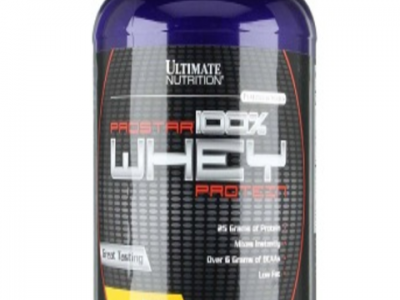 ULTIMATE
NUTRITION
PROSTAR 100%
WHEY
PROTEIN
25 Grams of Protein
Mixes Instantly
Over 6 Grams of BCAAs
Low Fat
Great Tasting